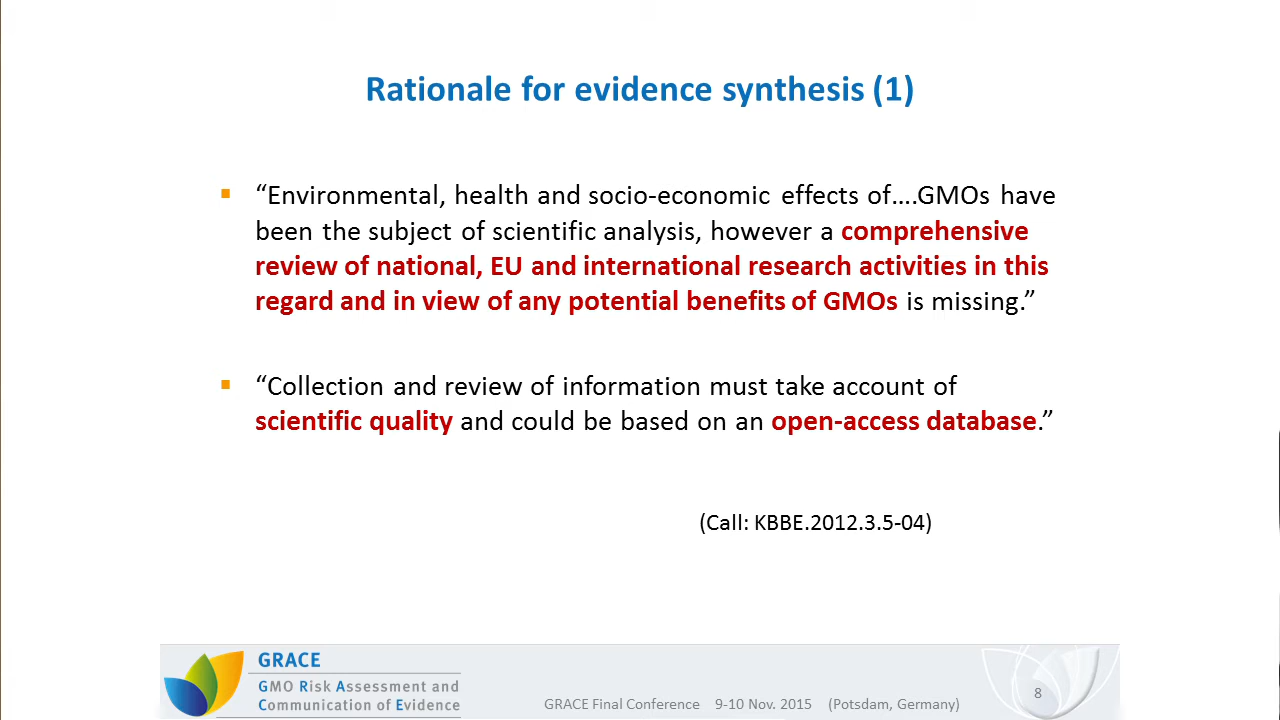 Rationale for evidence synthesis (1)
▪ “Environmental, health and socio-economic effects of….GMOs have
been the subject of scientific analysis, however a comprehensive
review of national, EU and international research activities in this
regard and in view of any potential benefits of GMOs is missing.”
▪ “Collection and review of information must take account of
scientific quality and could be based on an open-access database.”
(Call: KBBE.2012.3.5-04)
GRACE
GMO Risk Assessment and
Communication of Evidence
GRACE Final Conference 9-10 Nov. 2015 (Potsdam, Germany)
8